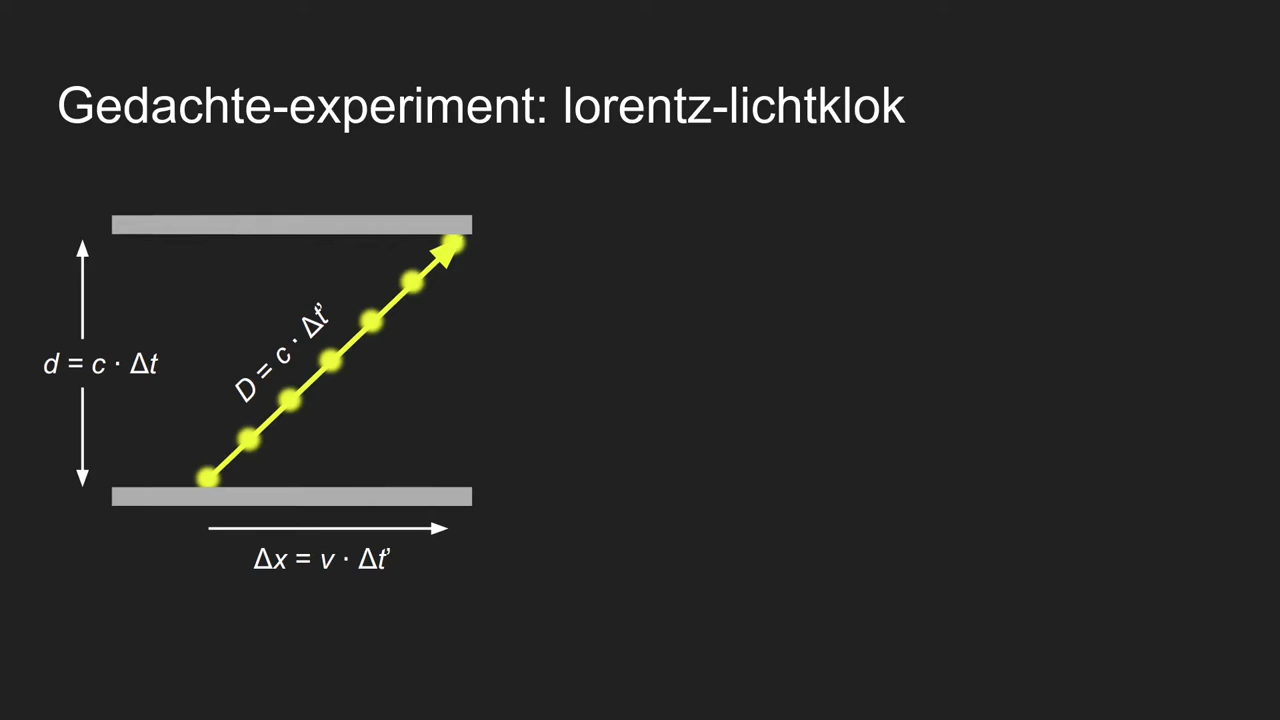 Gedachte-experiment: lorentz-lichtklok
D = c · Δt’
d = c · Δt
Δx = v · Δt’